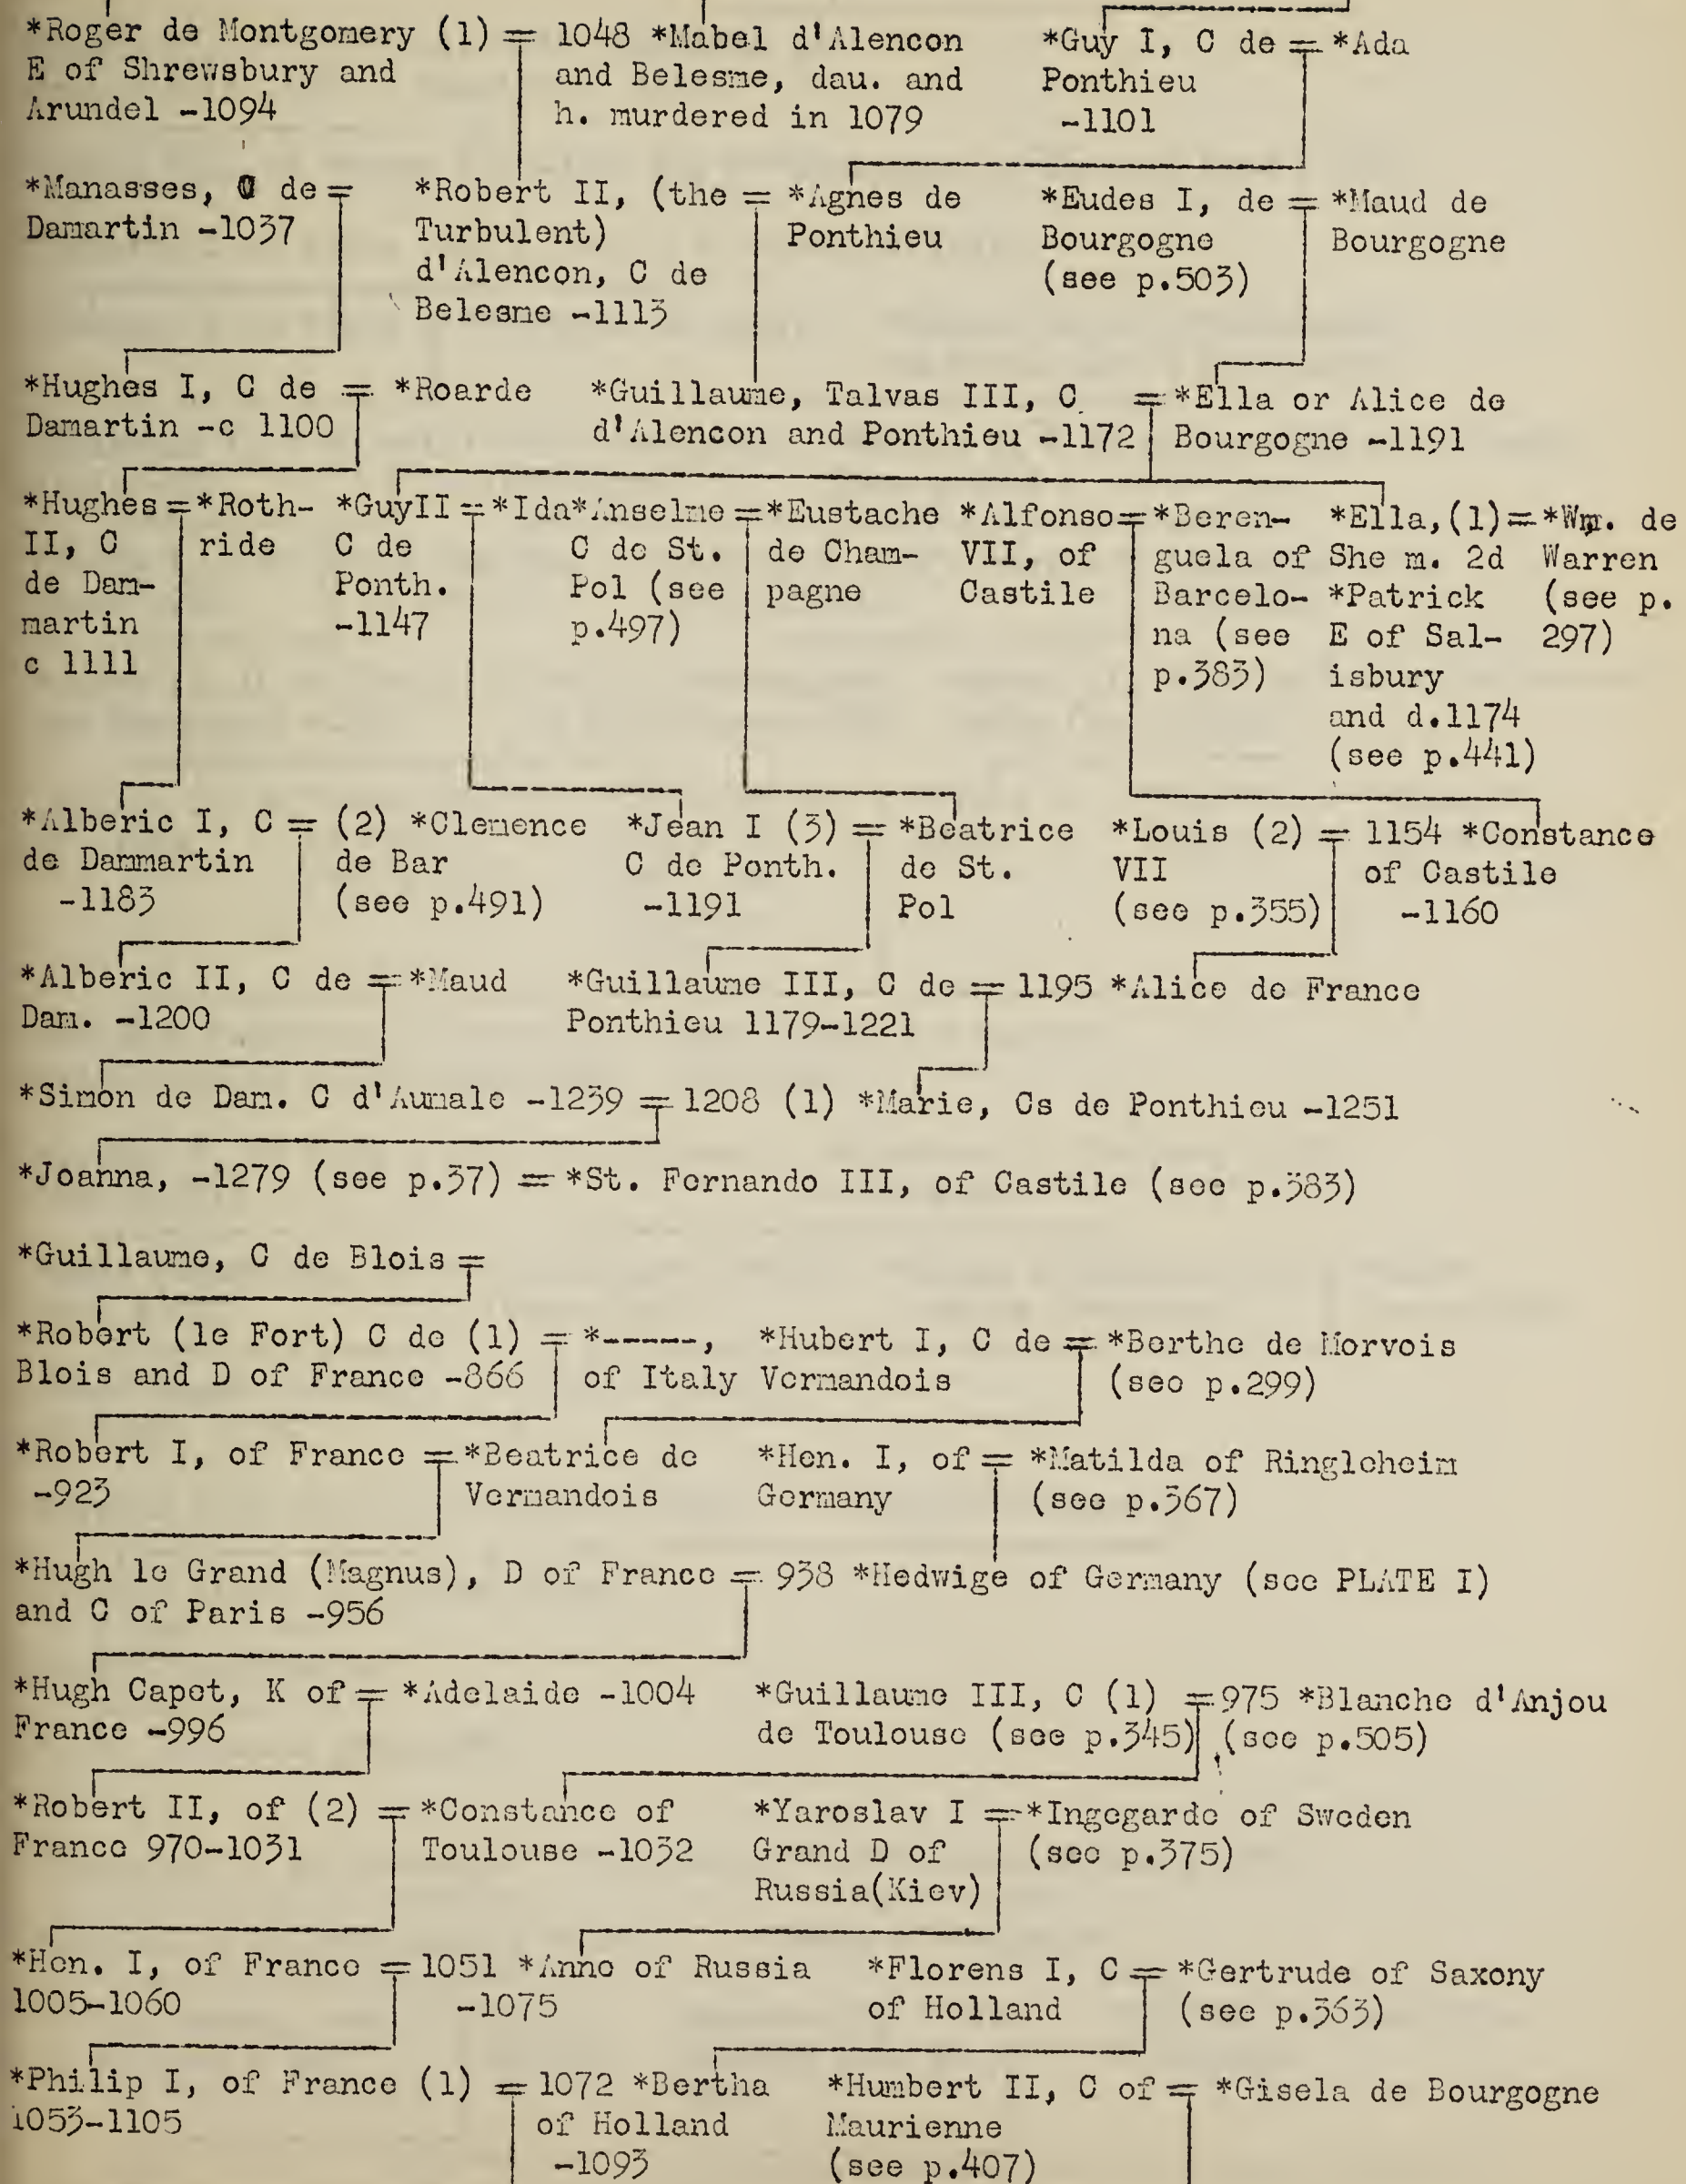 *Roger de Montgomery (1) = 1048 *Mabel d'Alencon *Guy I, C de = *Ada
E of Shrewsbury and and Belesme, dau. and Ponthieu
Arundel -1094 h. murdered in 1079 -1101
*Manasses, C de = *Robert II, (the = *Agnes de *Eudes I, de = *Maud de
Damartin -1037 Turbulent) Ponthieu Bourgogne Bourgogne
d'Alencon, C de (see p.503)
Belesme -1113
*Hughes I, C de = *Roarde *Guillaume, Talvas III, C = *Ella or Alice de
Damartin -c 1100 d'Alencon and Ponthieu -1172 Bourgogne -1191
*Hughes = *Roth- *GuyII = *Ida *Anselme = *Eustache *Alfonso = *Beren- *Ella, (1) = *Wm. de
II, C ride C de C de St. de Cham- VII, of guela of She m. 2d Warren
de Dam- Ponth. Pol (see pagne Castile Barcelo- *Patrick (see p.
martin -1147 p.497) na (see E of Sal- 297)
c 1111 p.383) isbury
and d.1174
(see p.441)
*Alberic I, C = (2) *Clemence *Jean I (3) = *Beatrice *Louis (2) = 1154 *Constance
de Dammartin de Bar C de Ponth. de St. VII of Castile
-1183 (see p.491) -1191 Pol (see p.355) -1160
*Alberic II, C de = *Maud *Guillaume III, C de = 1195 *Alice de France
Dam. -1200 Ponthieu 1179-1221
*Simon de Dam. C d'Aumale -1239 = 1208 (1) *Marie, Cs de Ponthieu -1251
*Joanna, -1279 (see p.37) = *St. Fernando III, of Castile (see p.383)
*Guillaume, C de Blois =
*Robert (le Fort) C de (1) = *-----, *Hubert I, C de = *Berthe de Morvois
Blois and D of France -866 of Italy Vermandois (see p.299)
*Robert I, of France = *Beatrice de *Hen. I, of = *Matilda of Ringleheim
-923 Vermandois Germany (see p.367)
*Hugh le Grand (Magnus), D of France = 938 *Hedwige of Germany (see PLATE I)
and C of Paris -956
*Hugh Capet, K of = *Adelaide -1004 *Guillaume III, C (1) = 975 *Blanche d'Anjou
France -996 de Toulouse (see p.345) (see p.505)
*Robert II, of (2) = *Constance of *Yaroslav I = *Ingegarde of Sweden
France 970-1031 Toulouse -1032 Grand D of (see p.375)
Russia(Kiev)
*Hen. I, of France = 1051 *Anne of Russia *Florens I, C = *Gertrude of Saxony
1005-1060 -1075 of Holland (see p.363)
*Philip I, of France (1) = 1072 *Bertha *Humbert II, C of = *Gisela de Bourgogne
1053-1105 of Holland Maurienne
-1093 (see p.407)